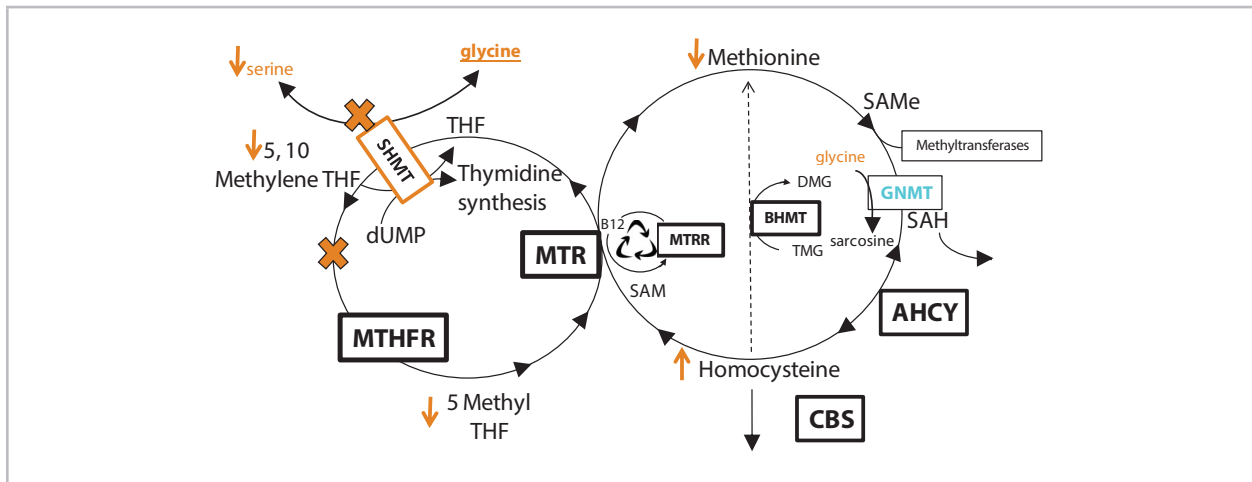 glycine
serine
Methionine
SAMe
THF
SHMT
5, 10
Methylene THF
Thymidine
synthesis
dUMP
Methyltransferases
glycine
DMG
GNMT
BHMT
B12
MTRR
SAH
sarcosine
TMG
MTR
SAM
AHCY
MTHFR
Homocysteine
5 Methyl
THF
CBS